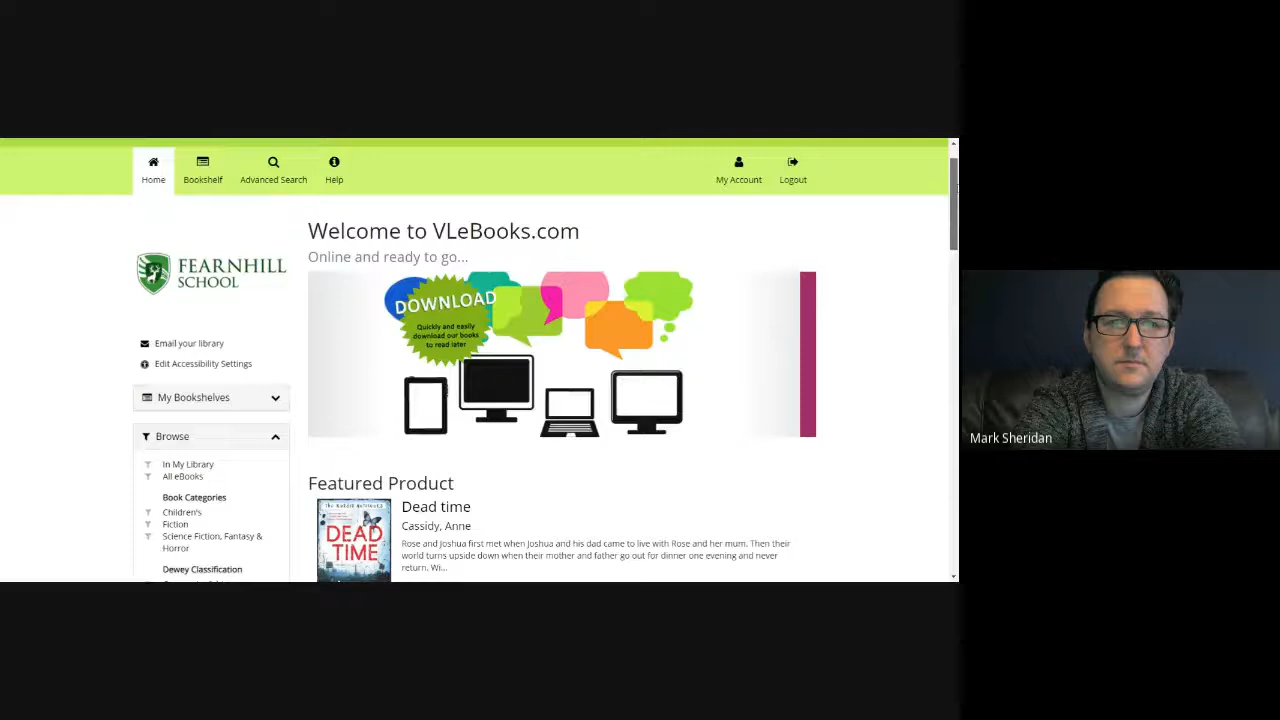 Home
Bookshelf
Advanced Search
Help
My Account
Logout
FEARNHILL
SCHOOL
Email your library
Edit Accessibility Settings
My Bookshelves
Browse
In My Library
All eBooks
Book Categories
Children's
Fiction
Science Fiction, Fantasy &
Horror
Dewey Classification
Welcome to VLeBooks.com
Online and ready to go...
DOWNLOAD
Quickly and easily
download our books
to read later
Featured Product
DEAD
TIME
Dead time
Cassidy, Anne
Rose and Joshua first met when Joshua and his dad came to live with Rose and her mum. Then their
world turns upside down when their mother and father go out for dinner one evening and never
return. Wi...
Mark Sheridan